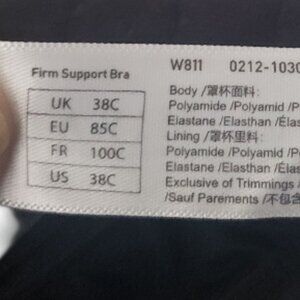 Firm Support Bra
UK 38C
EU 85C
FR 100C
US 38C
W811 0212-1030
Body /罩杯面料:
Polyamide /Polyamid /P
Elastane /Elasthan /Élas
Lining / 罩杯里料:
Polyamide /Polyamid /Po
Elastane /Elasthan /Élas
Exclusive of Trimmings /
/Sauf Parements /不包含